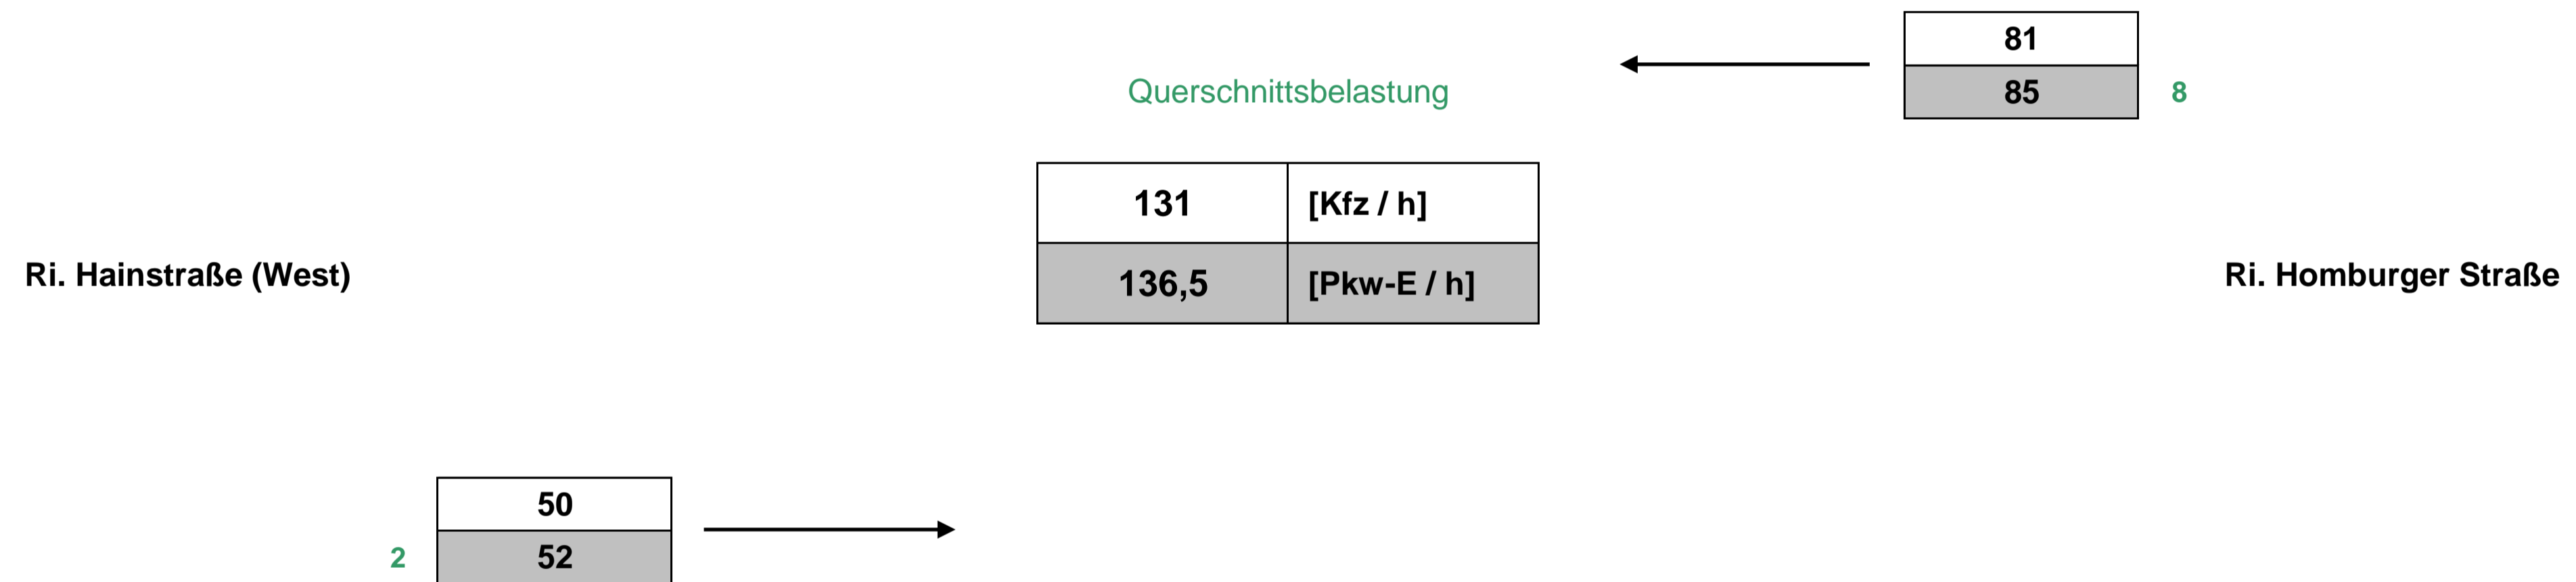 81
Querschnittsbelastung
85
8
131
[Kfz / h]
Ri. Hainstraße (West)
136,5
[Pkw-E / h]
Ri. Homburger Straße
50
2
52